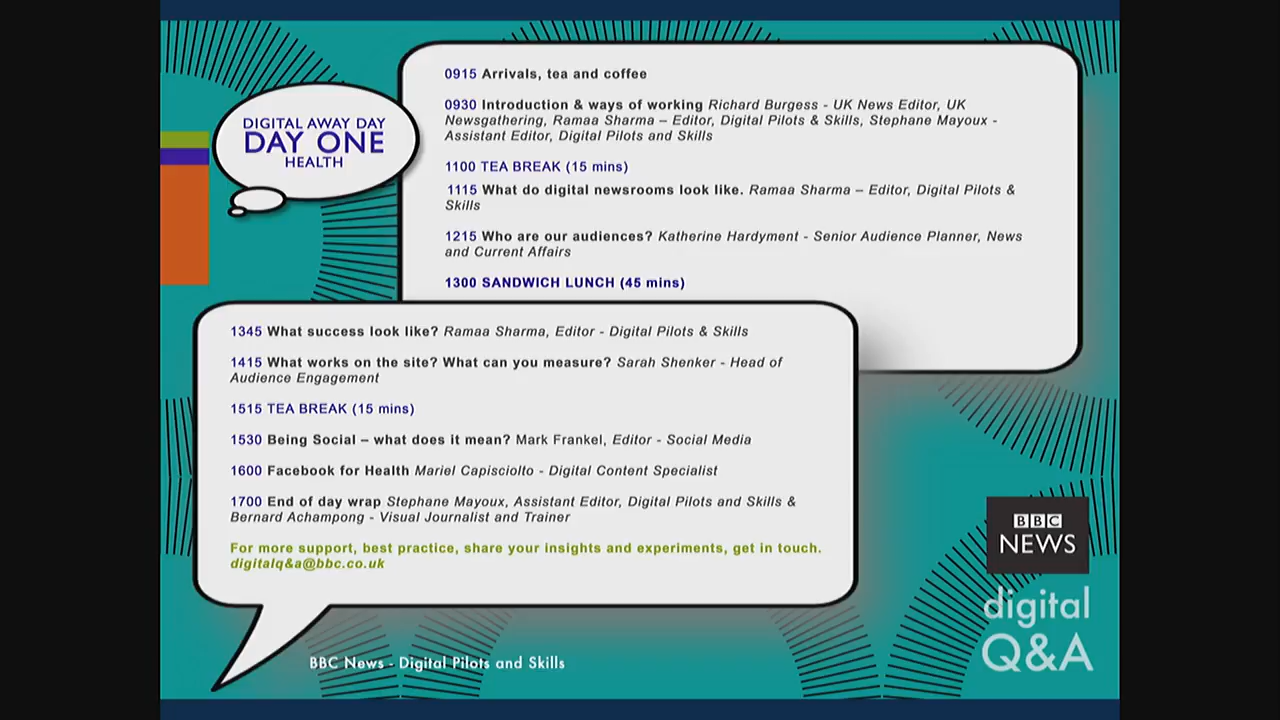 DIGITAL AWAY DAY
DAY ONE
HEALTH
0915 Arrivals, tea and coffee
0930 Introduction & ways of working Richard Burgess - UK News Editor, UK
Newsgathering, Ramaa Sharma – Editor, Digital Pilots & Skills, Stephane Mayoux -
Assistant Editor, Digital Pilots and Skills
1100 TEA BREAK (15 mins)
1115 What do digital newsrooms look like. Ramaa Sharma – Editor, Digital Pilots &
Skills
1215 Who are our audiences? Katherine Hardyment - Senior Audience Planner, News
and Current Affairs
1300 SANDWICH LUNCH (45 mins)
1345 What success look like? Ramaa Sharma, Editor - Digital Pilots & Skills
1415 What works on the site? What can you measure? Sarah Shenker - Head of
Audience Engagement
1515 TEA BREAK (15 mins)
1530 Being Social – what does it mean? Mark Frankel, Editor - Social Media
1600 Facebook for Health Mariel Capisciolto - Digital Content Specialist
1700 End of day wrap Stephane Mayoux, Assistant Editor, Digital Pilots and Skills &
Bernard Achampong - Visual Journalist and Trainer
For more support, best practice, share your insights and experiments, get in touch.
digitalq&a@bbc.co.uk
BBC News - Digital Pilots and Skills
BBC
NEWS
digital
Q&A